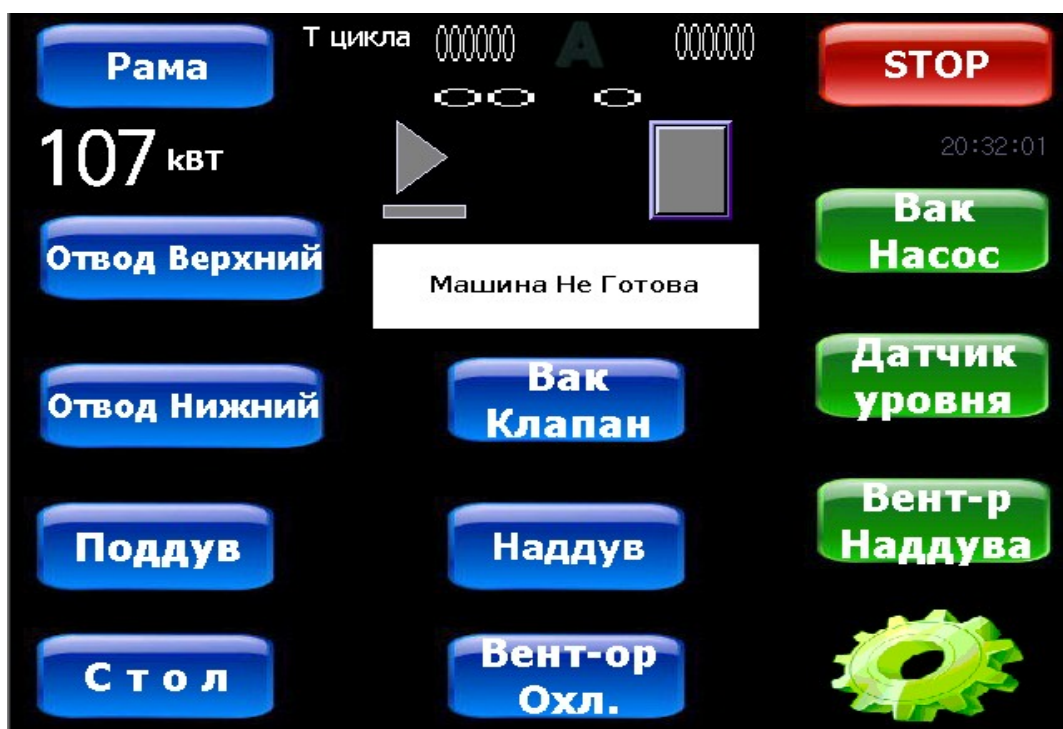 Рама
Т цикла
A
STOP
107 кВТ
20:32:01
Вак
Насос
Отвод Верхний
Машина Не Готова
Датчик
уровня
Отвод Нижний
Вак
Клапан
Вент-р
Наддува
Поддув
Наддув
С т о л
Вент-ор
Охл.